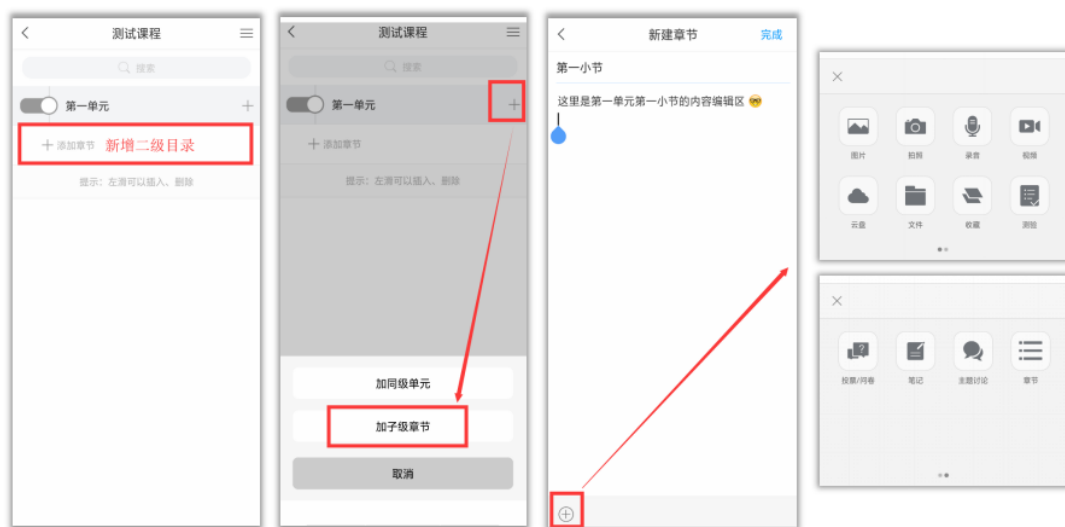 测试课程
搜索
第一单元
添加章节 新增二级目录
提示：左滑可以插入、删除
测试课程
搜索
第一单元
添加章节
提示：左滑可以插入、删除
加同级单元
加子级章节
取消
新建章节 完成
第一小节
这里是第一单元第一小节的内容编辑区
图片 拍照 录音 视频
云盘 文件 收藏 测验
投票/问卷 笔记 主题讨论 章节